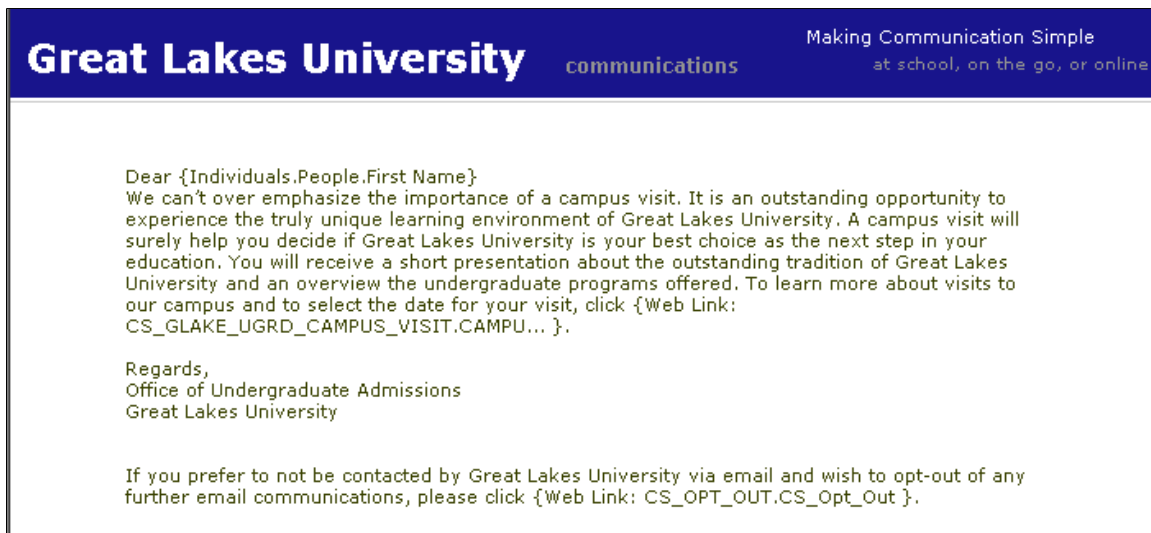 Great Lakes University communications
Making Communication Simple
at school, on the go, or online
Dear {Individuals.People.First Name}
We can't over emphasize the importance of a campus visit. It is an outstanding opportunity to
experience the truly unique learning environment of Great Lakes University. A campus visit will
surely help you decide if Great Lakes University is your best choice as the next step in your
education. You will receive a short presentation about the outstanding tradition of Great Lakes
University and an overview the undergraduate programs offered. To learn more about visits to
our campus and to select the date for your visit, click {Web Link:
CS_GLAKE_UGRD_CAMPUS_VISIT.CAMPU... }.
Regards,
Office of Undergraduate Admissions
Great Lakes University
If you prefer to not be contacted by Great Lakes University via email and wish to opt-out of any
further email communications, please click {Web Link: CS_OPT_OUT.CS_Opt_Out }.